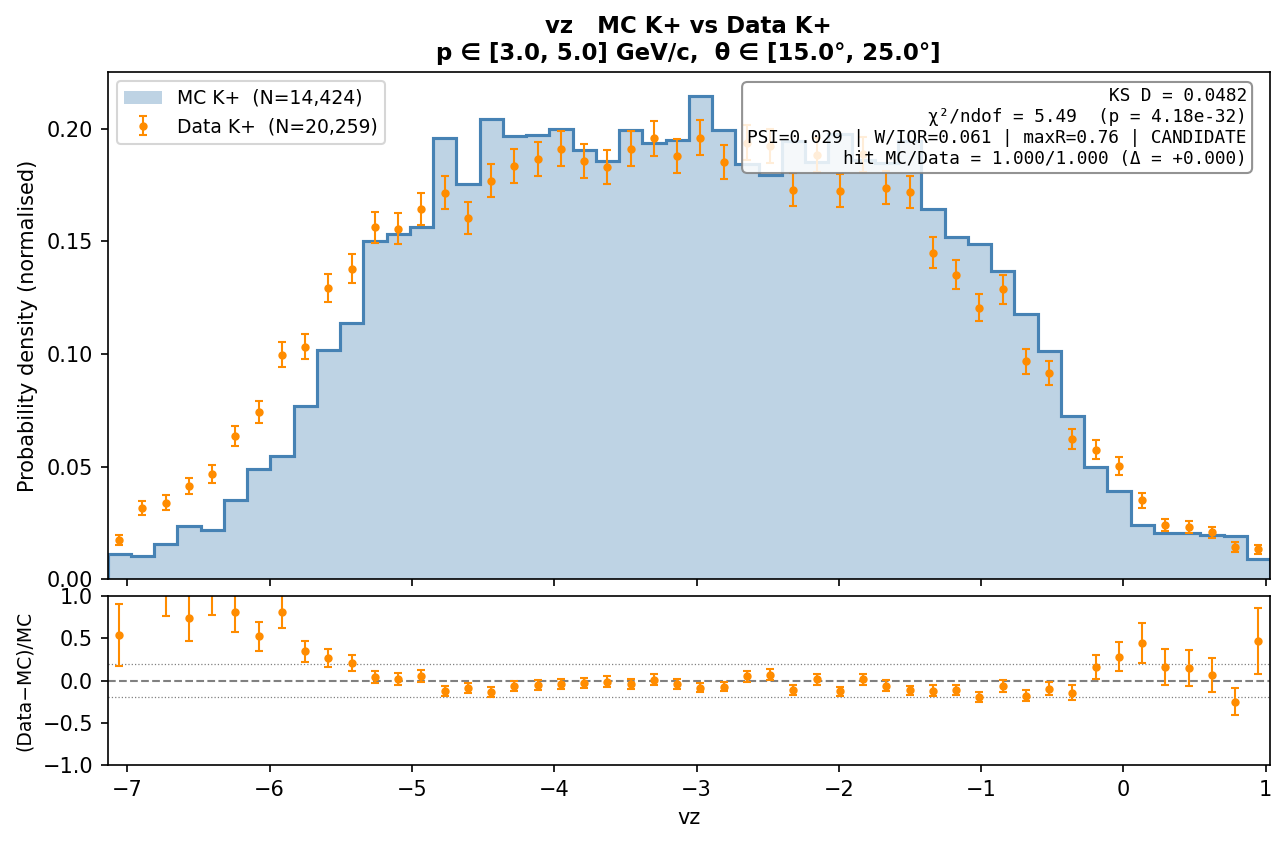 vz   MC K+ vs Data K+
p ∈ [3.0, 5.0] GeV/c,  θ ∈ [15.0°, 25.0°]
MC K+  (N=14,424)
Data K+  (N=20,259)
KS D = 0.0482
χ²/ndof = 5.49  (p = 4.18e-32)
PSI=0.029 | W/IQR=0.061 | maxR=0.76 | CANDIDATE
hit MC/Data = 1.000/1.000 (Δ = +0.000)
Probability density (normalised)
0.20
0.15
0.10
0.05
0.00
(Data−MC)/MC
1.0
0.5
0.0
−0.5
−1.0
−7
−6
−5
−4
−3
−2
−1
0
1
vz